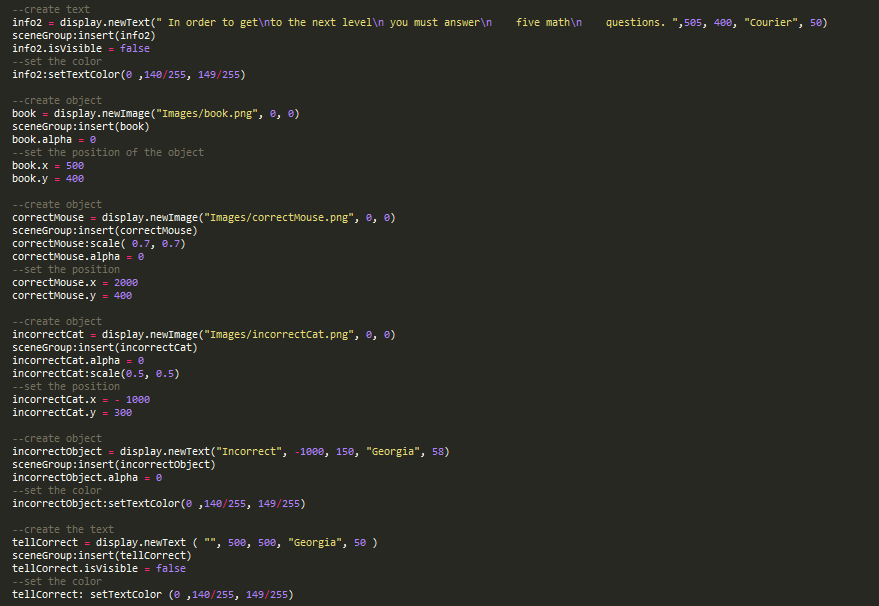 --create text
info2 = display.newText(" In order to get\nto the next level\n you must answer\n    five math\n    questions. ",505, 400, "Courier", 50)
sceneGroup:insert(info2)
info2.isVisible = false
--set the color
info2:setTextColor(0 ,140/255, 149/255)
--create object
book = display.newImage("Images/book.png", 0, 0)
sceneGroup:insert(book)
book.alpha = 0
--set the position of the object
book.x = 500
book.y = 400
--create object
correctMouse = display.newImage("Images/correctMouse.png", 0, 0)
sceneGroup:insert(correctMouse)
correctMouse:scale( 0.7, 0.7)
correctMouse.alpha = 0
--set the position
correctMouse.x = 2000
correctMouse.y = 400
--create object
incorrectCat = display.newImage("Images/incorrectCat.png", 0, 0)
sceneGroup:insert(incorrectCat)
incorrectCat.alpha = 0
incorrectCat:scale(0.5, 0.5)
--set the position
incorrectCat.x = - 1000
incorrectCat.y = 300
--create object
incorrectObject = display.newText("Incorrect", -1000, 150, "Georgia", 58)
sceneGroup:insert(incorrectObject)
incorrectObject.alpha = 0
--set the color
incorrectObject:setTextColor(0 ,140/255, 149/255)
--create the text
tellCorrect = display.newText ( "", 500, 500, "Georgia", 50 )
sceneGroup:insert(tellCorrect)
tellCorrect.isVisible = false
--set the color
tellCorrect: setTextColor (0 ,140/255, 149/255)